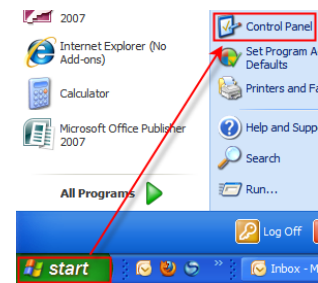 2007
Internet Explorer (No
Add-ons)
Calculator
Microsoft Office Publisher
2007
All Programs
Control Panel
Set Program A
Defaults
Printers and Fa
Help and Supp
Search
Run...
Log Off
start
Inbox - M